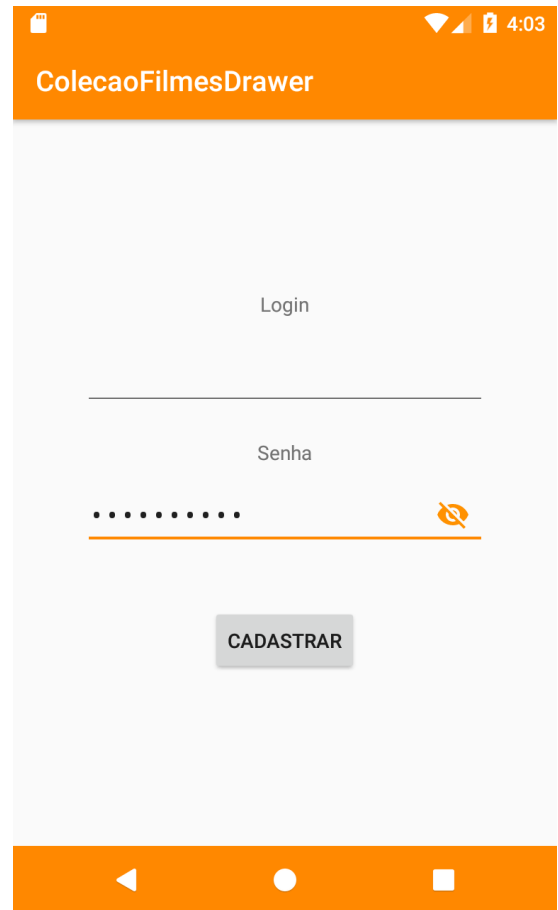 4:03
ColecaoFilmesDrawer
Login
Senha
••••••••••
CADASTRAR